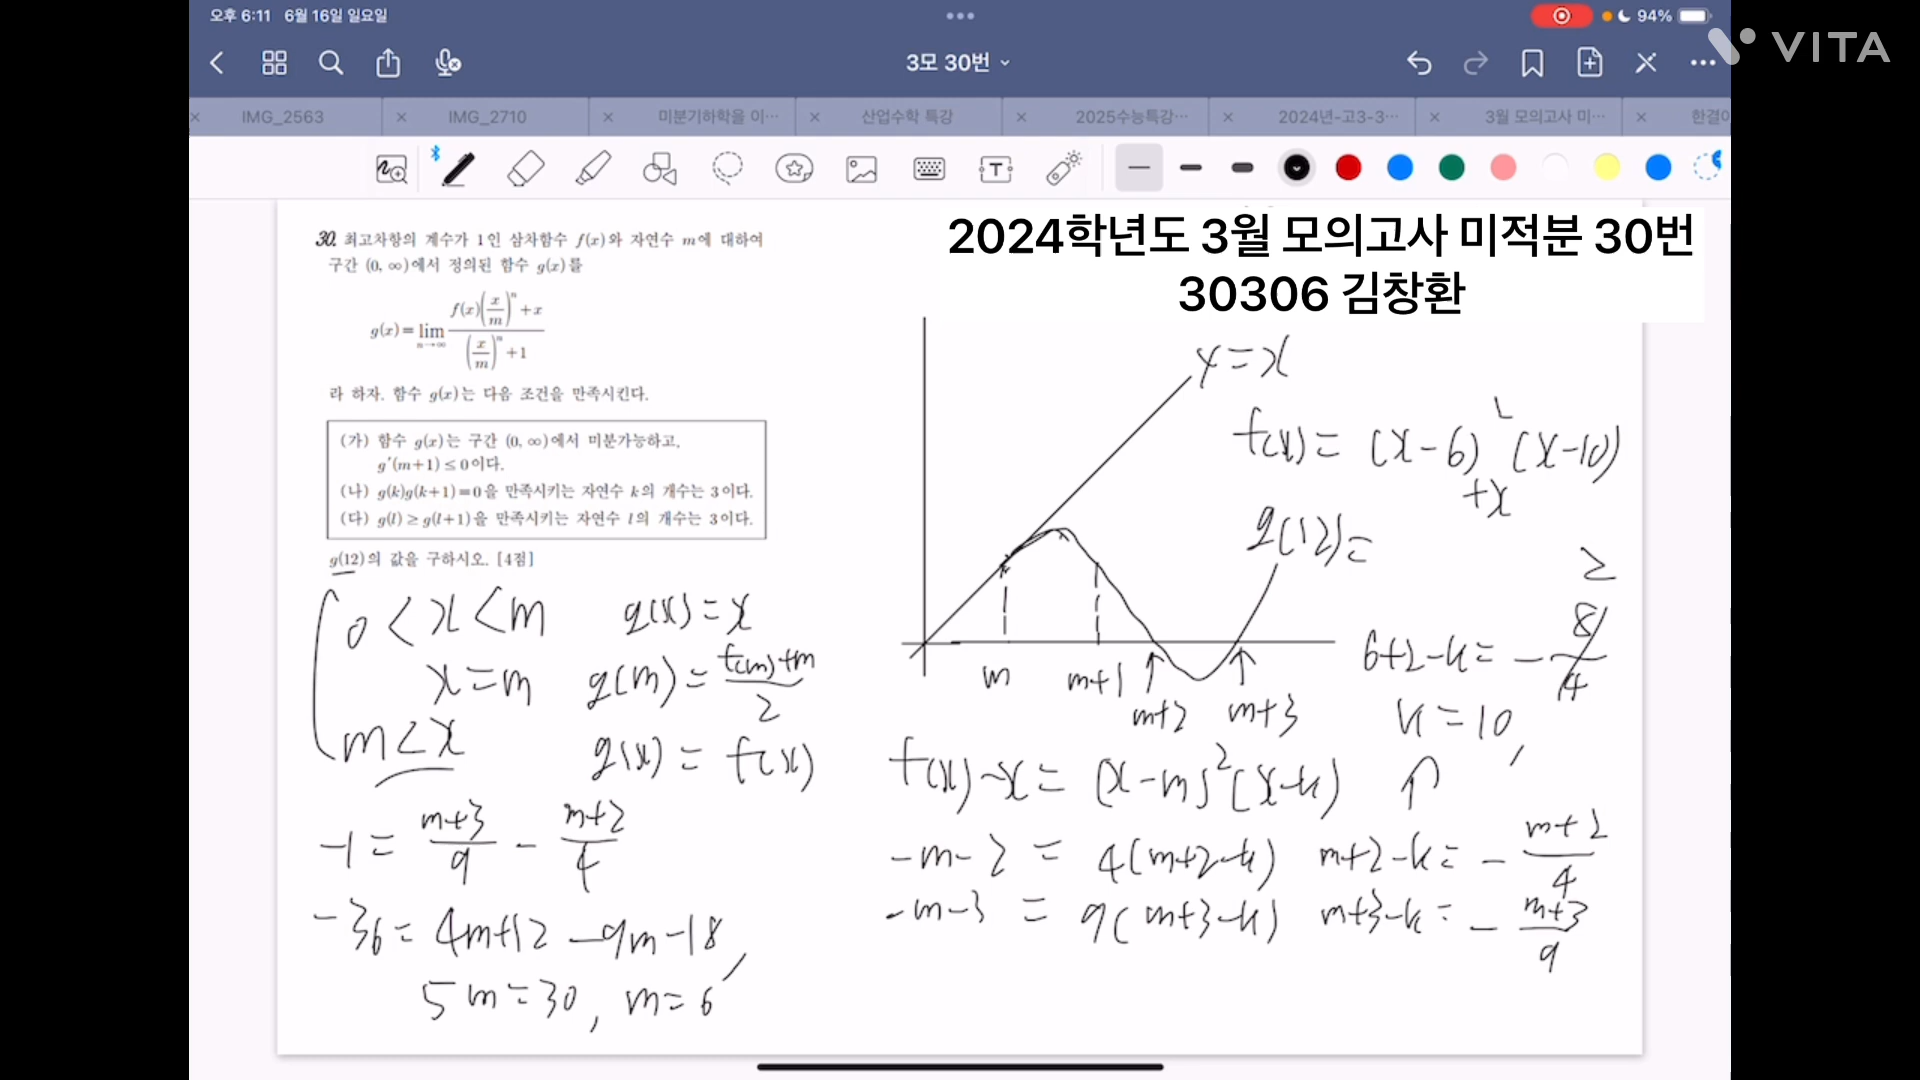 오후 6:11 6월 16일 일요일
94%
VITA
3모 30번
IMG_2563
IMG_2710
미분기하학을 이…
산업수학 특강
2025수능특강…
2024년-고3-3…
3월 모의고사 미…
한결이
2024학년도 3월 모의고사 미적분 30번
30306 김창환
30. 최고차항의 계수가 1인 삼차함수 f(x)와 자연수 m에 대하여
구간 (0, ∞)에서 정의된 함수 g(x)를
g(x)=lim n→∞ (f(x)(x/m)^n+x)/((x/m)^n+1)
라 하자. 함수 g(x)는 다음 조건을 만족시킨다.
(가) 함수 g(x)는 구간 (0, ∞)에서 미분가능하고,
g′(m+1)≤0이다.
(나) g(k)g(k+1)=0을 만족시키는 자연수 k의 개수는 3이다.
(다) g(l)≥g(l+1)을 만족시키는 자연수 l의 개수는 3이다.
g(12)의 값을 구하시오. [4점]
0<x<m g(x)=x
x=m g(m)=(f(m)+m)/2
m<x g(x)=f(x)
-1=(m+3)/9-(m+2)/4
-36=4m+12-9m-18,
5m=30, m=6
y=x
m m+1 m+2 m+3
f(x)=(x-6)²(x-10)
+x
g(12)=
6+2-k=-8/4
2
k=10,
f(x)-x=(x-m)²(x-k)
-m-2=4(m+2-k) m+2-k=-(m+2)/4
-m-3=9(m+3-k) m+3-k=-(m+3)/9